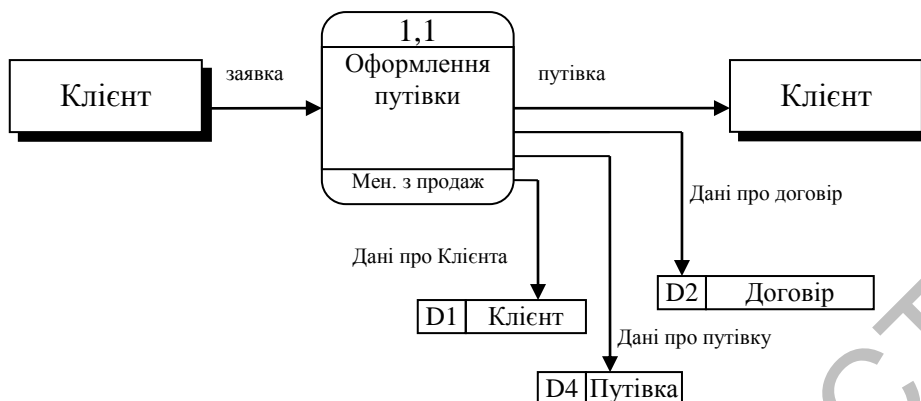 1,1
заявка
Оформлення
путівки
путівка
Клієнт
Клієнт
Мен. з продаж
Дані про договір
Дані про Клієнта
D2 Договір
D1 Клієнт
Дані про путівку
D4 Путівка
СТ